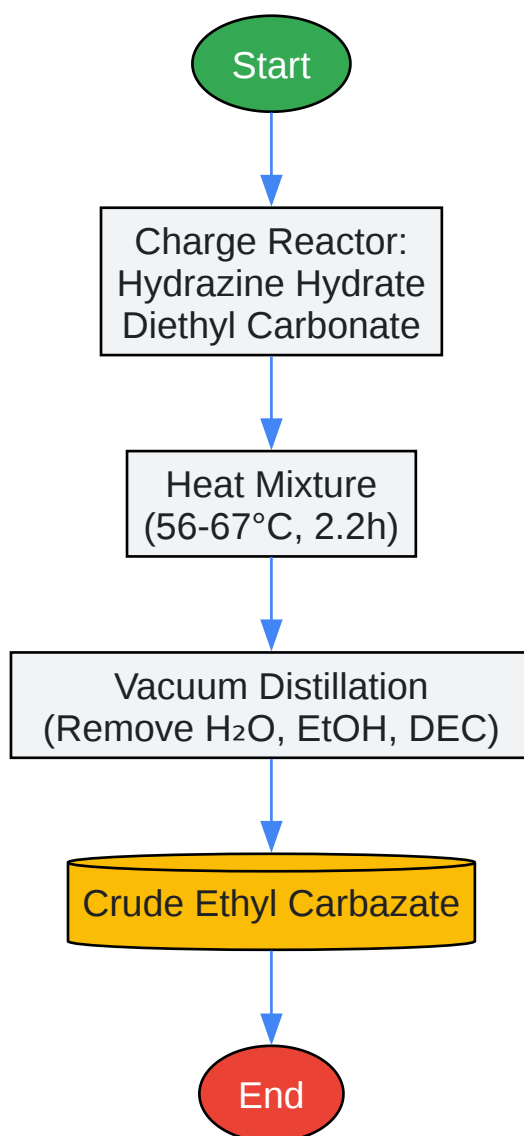 Start
Charge Reactor:
Hydrazine Hydrate
Diethyl Carbonate
Heat Mixture
(56-67°C, 2.2h)
Vacuum Distillation
(Remove H₂O, EtOH, DEC)
Crude Ethyl Carbazate
End